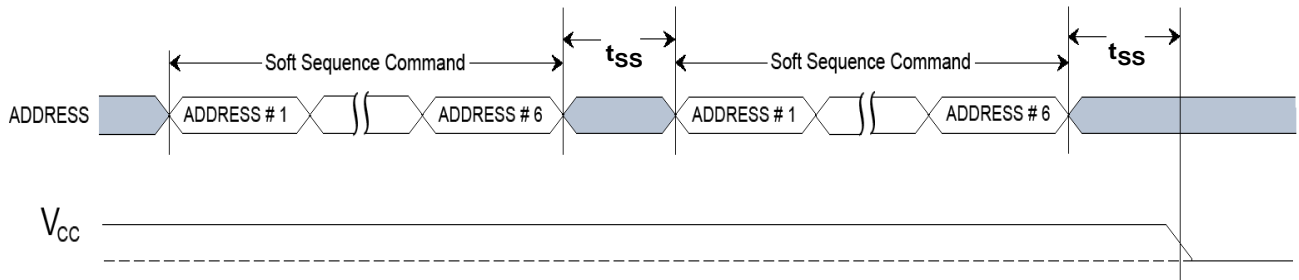 tSS
tSS
Soft Sequence Command
Soft Sequence Command
ADDRESS
ADDRESS # 1
ADDRESS # 6
ADDRESS # 1
ADDRESS # 6
VCC